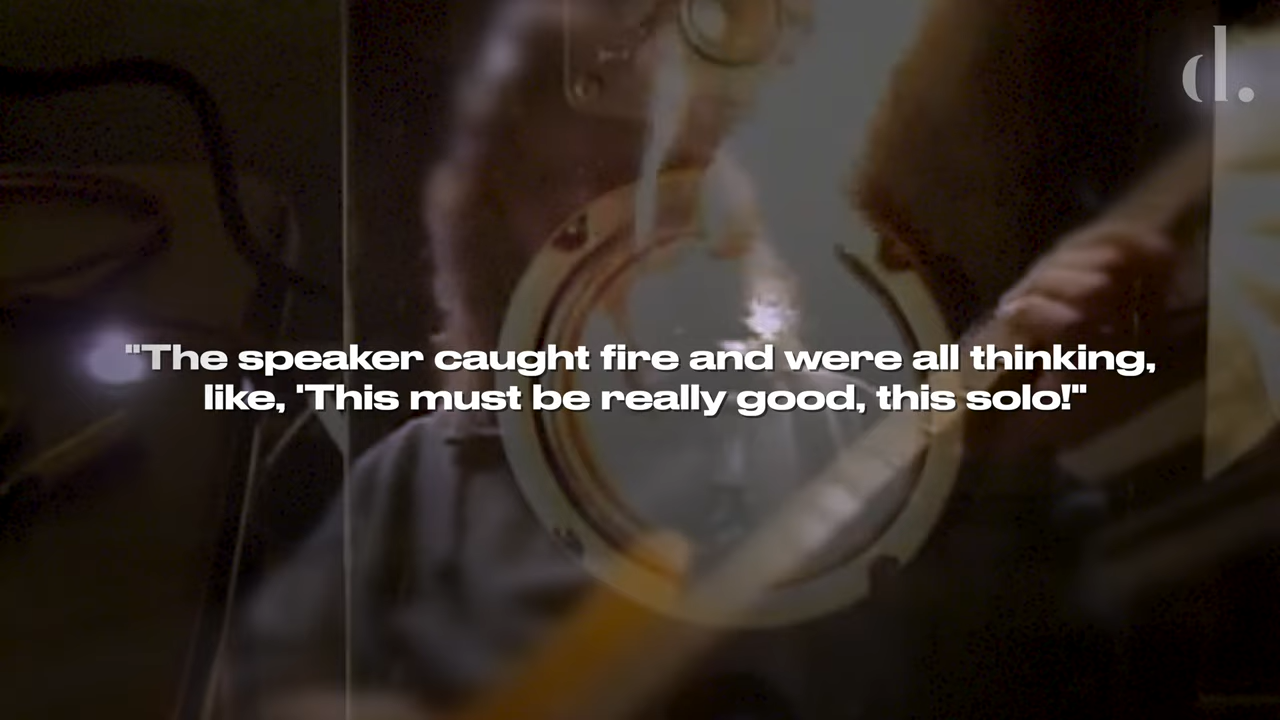 d.
"The speaker caught fire and were all thinking,
like, 'This must be really good, this solo!"